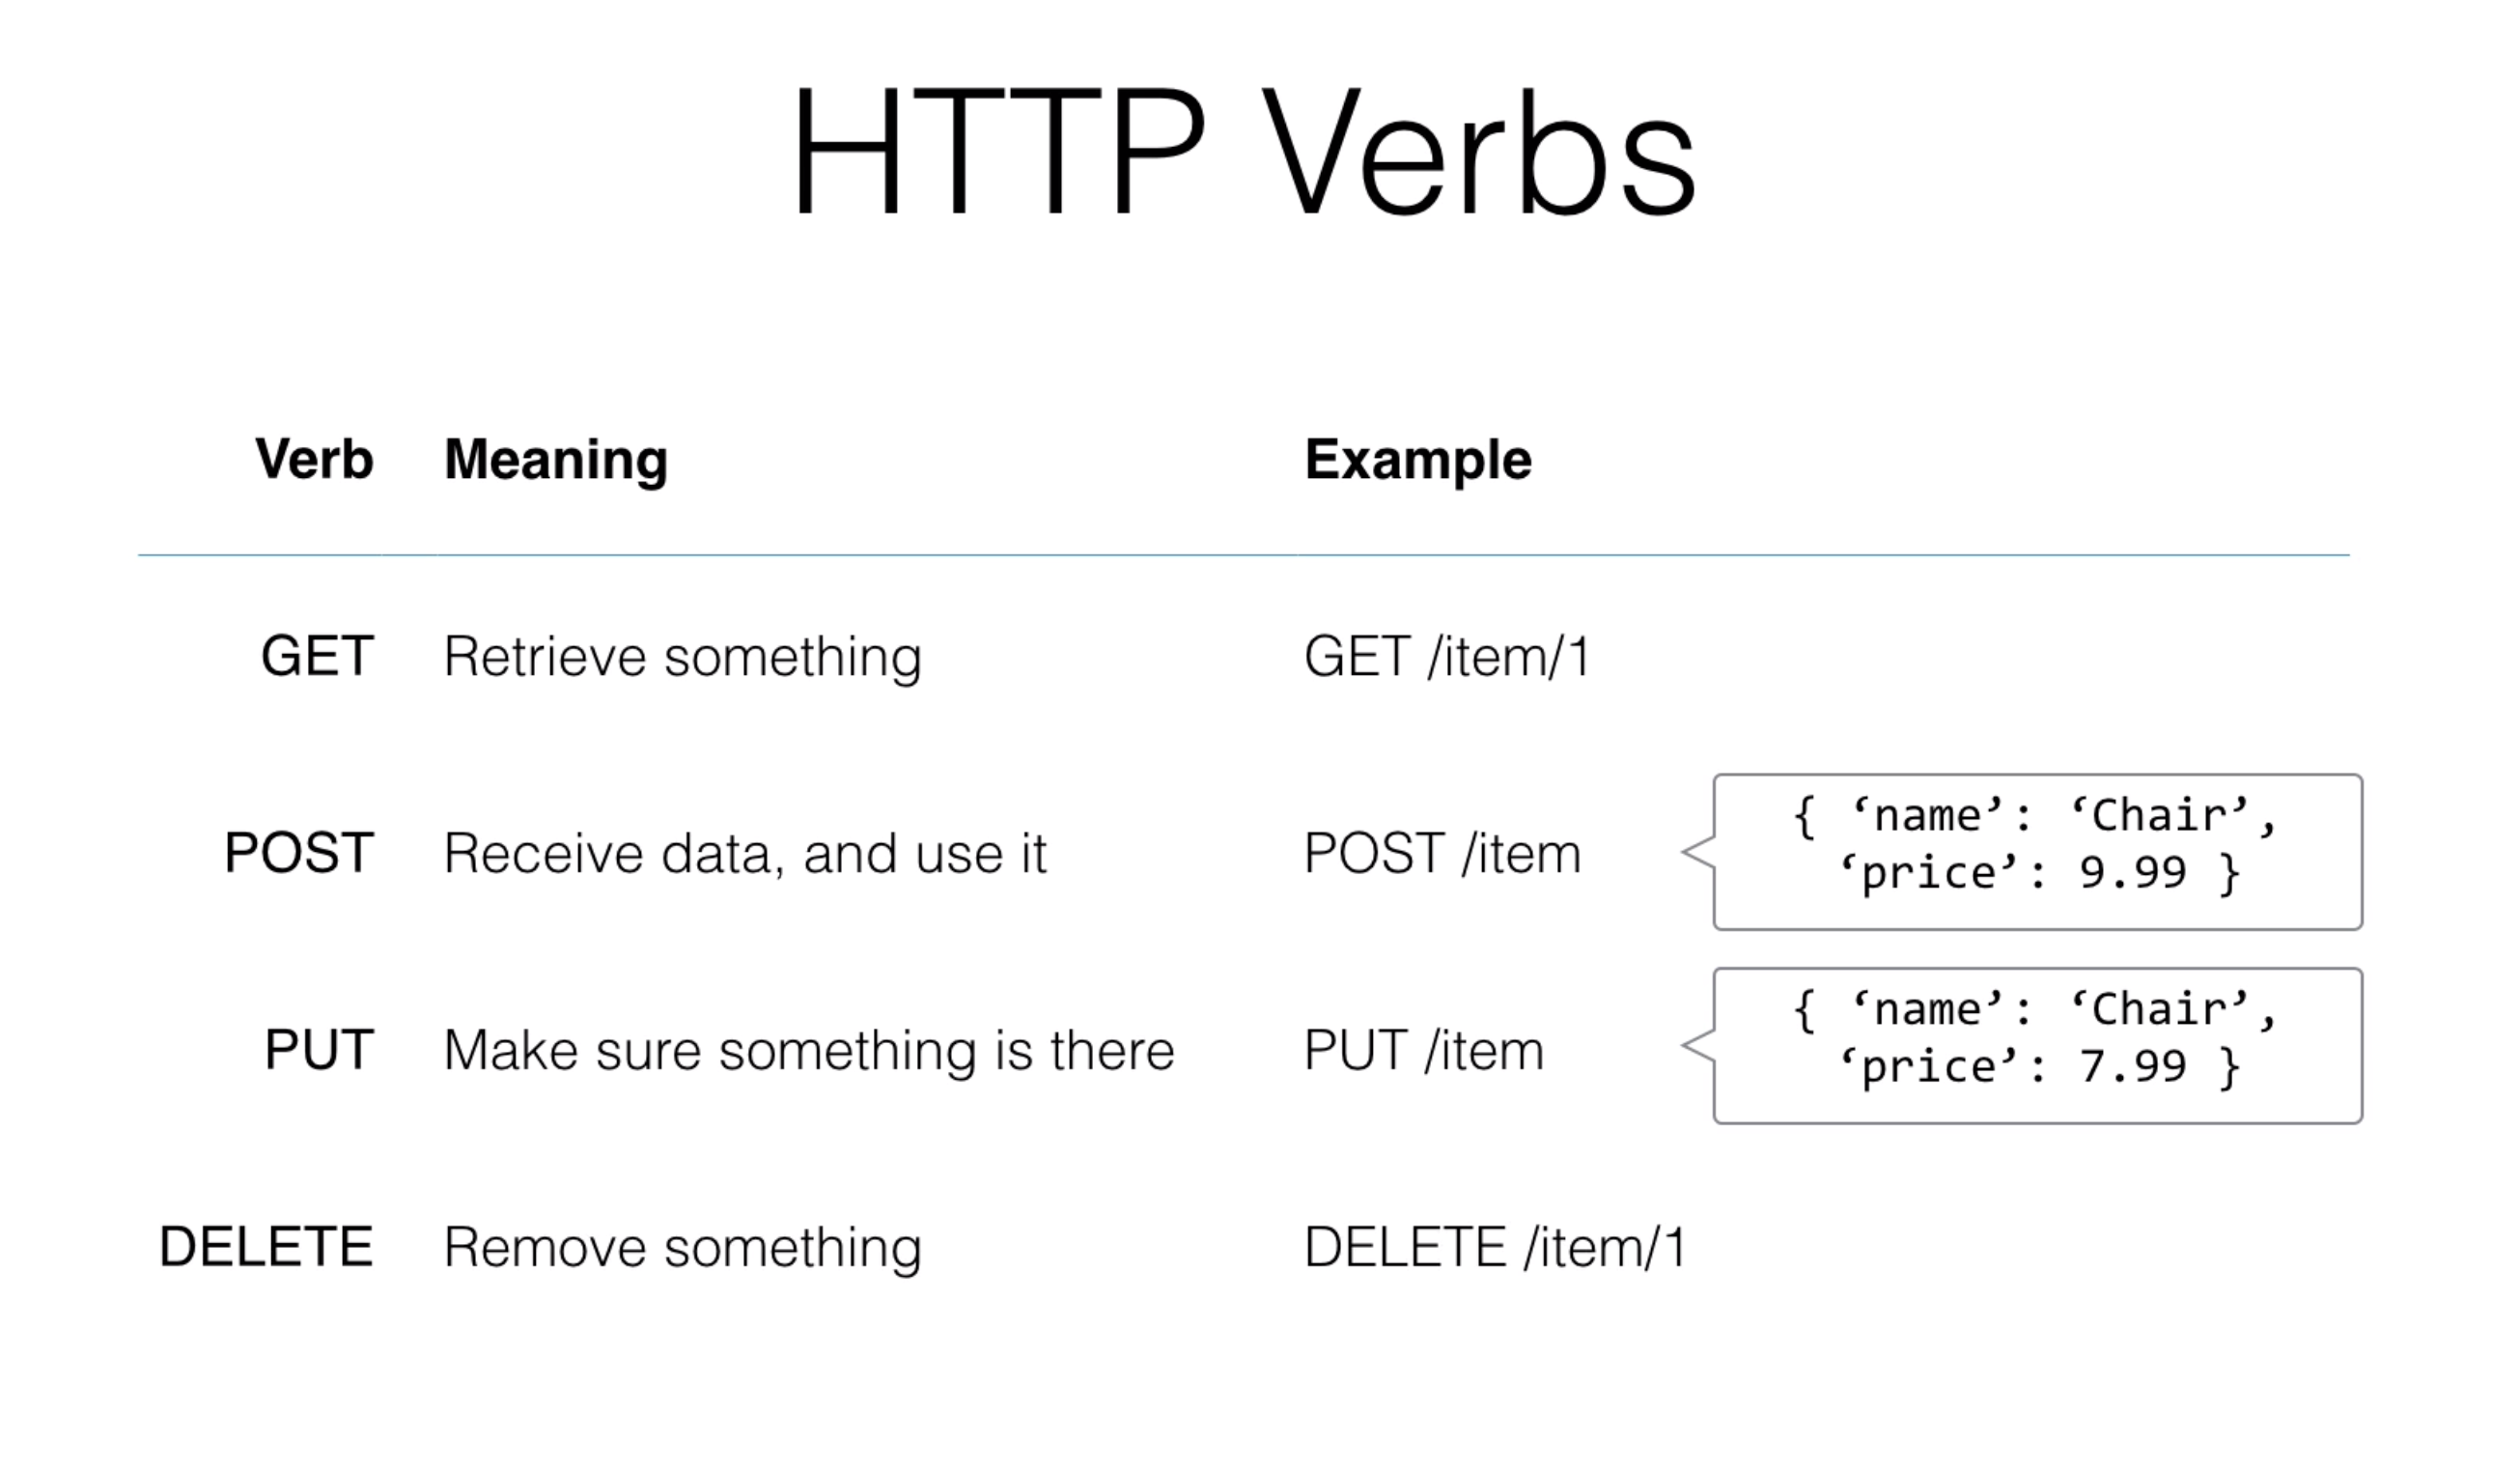 HTTP Verbs
Verb Meaning Example
GET Retrieve something GET /item/1
POST Receive data, and use it POST /item
{ ‘name’: ‘Chair’,
‘price’: 9.99 }
PUT Make sure something is there PUT /item
{ ‘name’: ‘Chair’,
‘price’: 7.99 }
DELETE Remove something DELETE /item/1